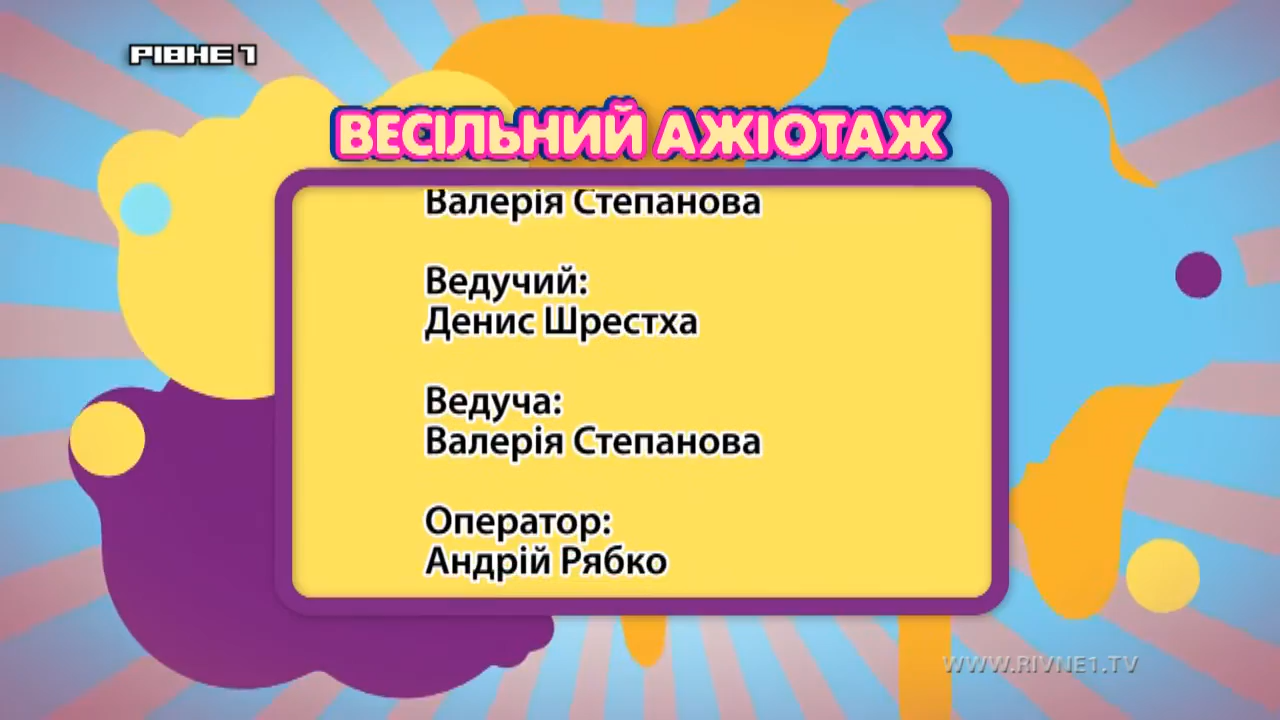 РІВНЕ 1
ВЕСІЛЬНИЙ АЖІОТАЖ
Валерія Степанова
Ведучий:
Денис Шрестха
Ведуча:
Валерія Степанова
Оператор:
Андрій Рябко
WWW.RIVNE1.TV